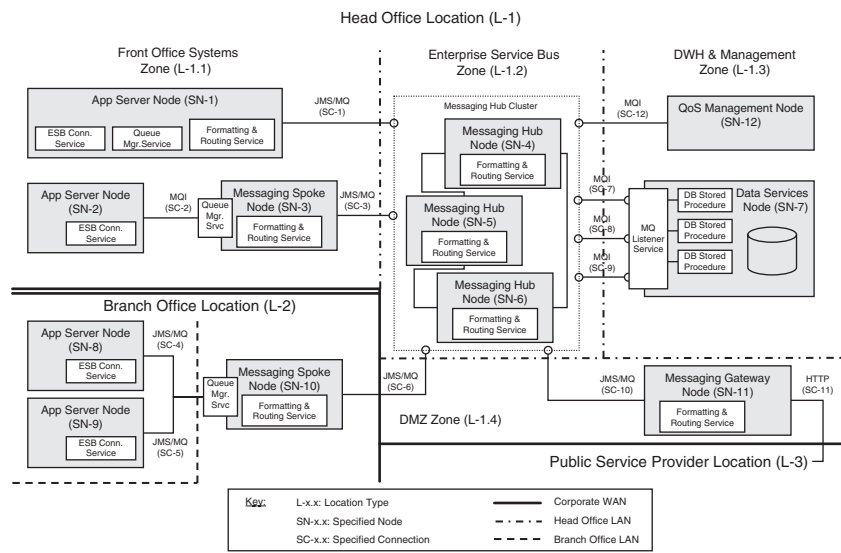 Head Office Location (L-1)
Front Office Systems
Zone (L-1.1)
Enterprise Service Bus
Zone (L-1.2)
DWH & Management
Zone (L-1.3)
App Server Node (SN-1)
ESB Conn.
Service
Queue
Mgr.Service
Formatting &
Routing Service
JMS/MQ
(SC-1)
Messaging Hub Cluster
Messaging Hub
Node (SN-4)
Formatting &
Routing Service
MQI
(SC-12)
QoS Management Node
(SN-12)
App Server Node
(SN-2)
ESB Conn.
Service
MQI
(SC-2)
Queue
Mgr.
Srvc
Messaging Spoke
Node (SN-3)
Formatting &
Routing Service
JMS/MQ
(SC-3)
Messaging Hub
Node (SN-5)
Formatting &
Routing Service
MQI
(SC-7)
MQI
(SC-8)
MQI
(SC-9)
MQ
Listener
Service
DB Stored
Procedure
DB Stored
Procedure
DB Stored
Procedure
Data Services
Node (SN-7)
Messaging Hub
Node (SN-6)
Formatting &
Routing Service
Branch Office Location (L-2)
App Server Node
(SN-8)
ESB Conn.
Service
JMS/MQ
(SC-4)
App Server Node
(SN-9)
ESB Conn.
Service
JMS/MQ
(SC-5)
Queue
Mgr.
Srvc
Messaging Spoke
Node (SN-10)
Formatting &
Routing Service
JMS/MQ
(SC-6)
DMZ Zone (L-1.4)
JMS/MQ
(SC-10)
Messaging Gateway
Node (SN-11)
Formatting &
Routing Service
HTTP
(SC-11)
Public Service Provider Location (L-3)
Key:
L-x.x: Location Type
SN-x.x: Specified Node
SC-x.x: Specified Connection
Corporate WAN
Head Office LAN
Branch Office LAN